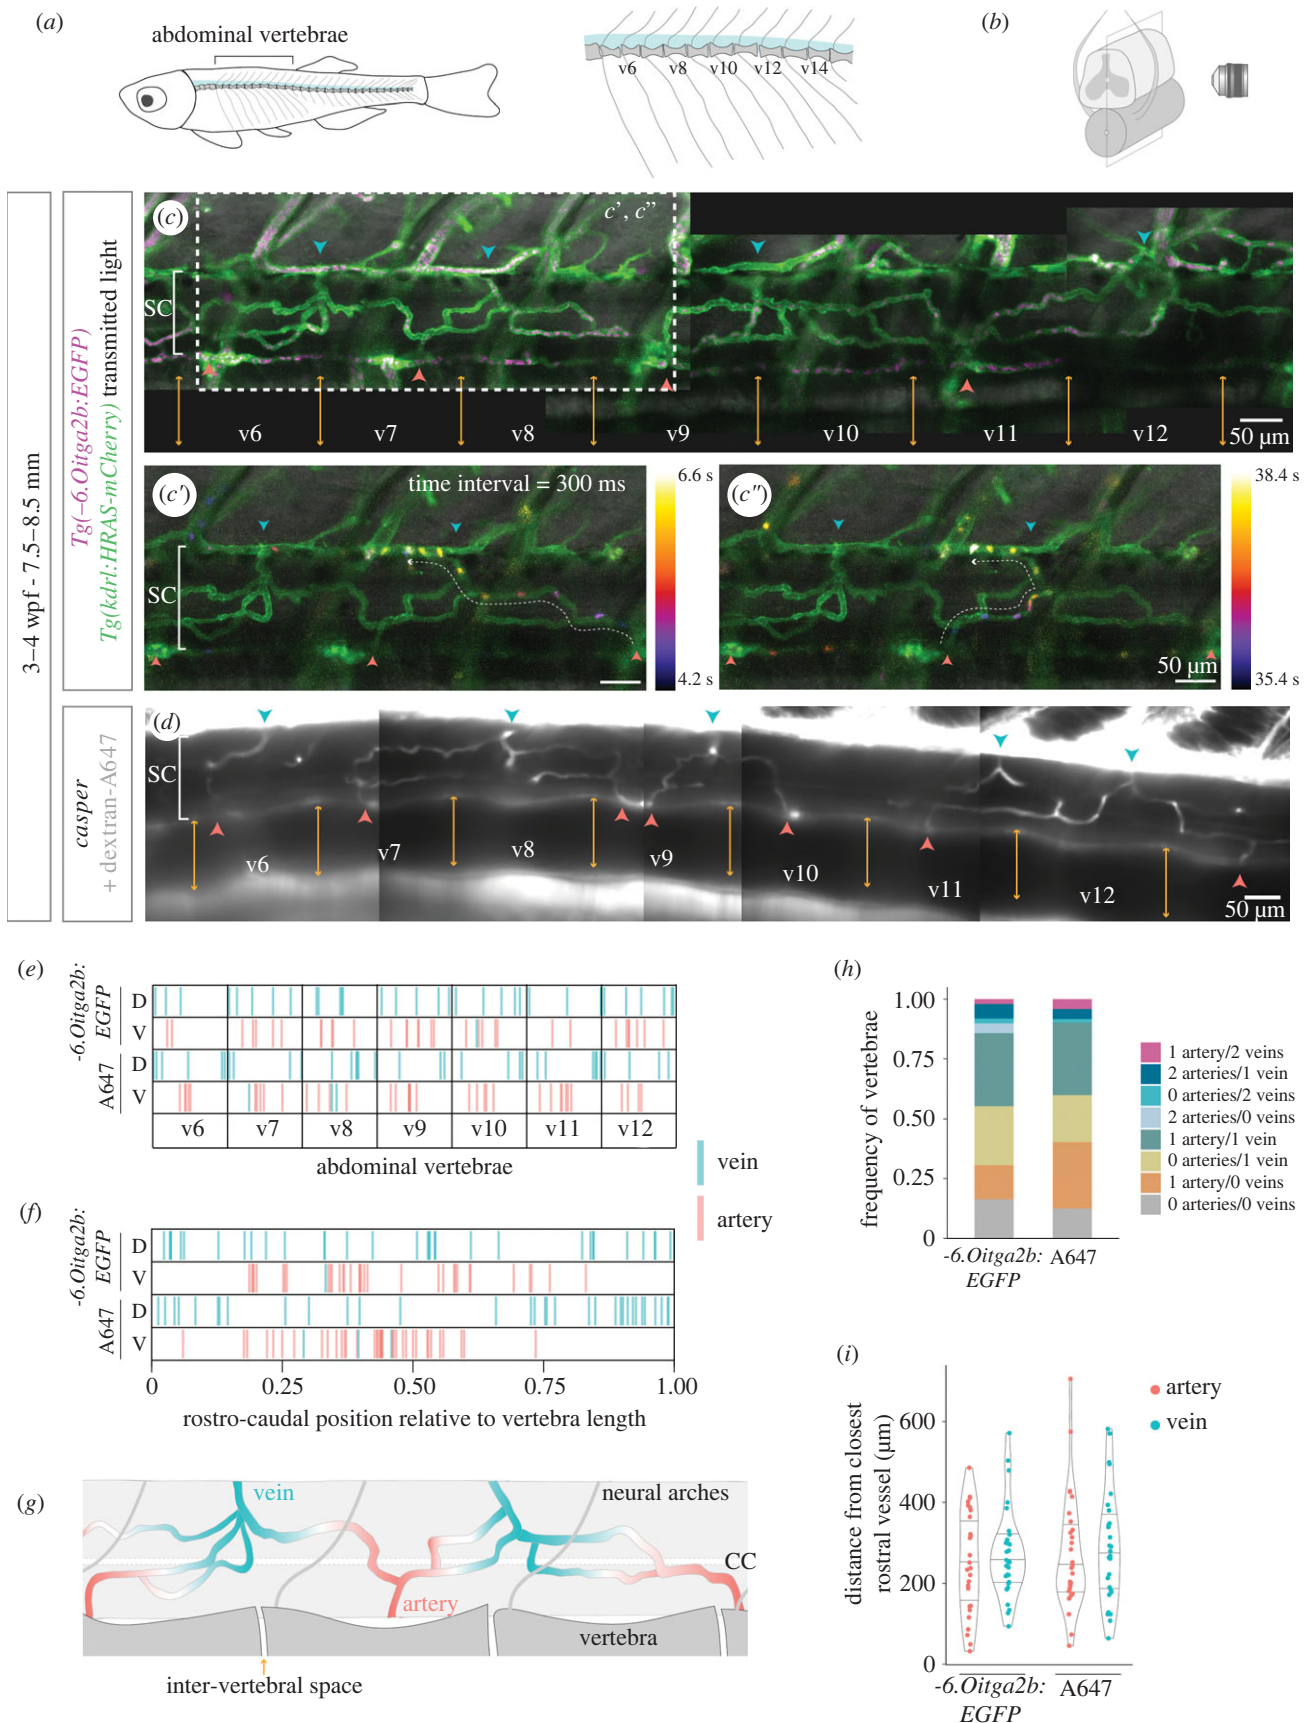 (a)
abdominal vertebrae
v6 v8 v10 v12 v14
(b)
3–4 wpf - 7.5–8.5 mm
Tg(–6.Oitga2b:EGFP)
Tg(kdrl:HRAS-mCherry) transmitted light
(c)
c', c"
SC
v6 v7 v8 v9 v10 v11 v12
50 µm
(c')
time interval = 300 ms
SC
6.6 s
4.2 s
(c")
50 µm
38.4 s
35.4 s
casper
+ dextran-A647
(d)
SC
v6 v7 v8 v9 v10 v11 v12
50 µm
(e)
-6.Oitga2b:
EGFP
D
V
A647
D
V
v6 v7 v8 v9 v10 v11 v12
abdominal vertebrae
vein
artery
(f)
-6.Oitga2b:
EGFP
D
V
A647
D
V
0 0.25 0.50 0.75 1.00
rostro-caudal position relative to vertebra length
(g)
vein
neural arches
CC
artery
vertebra
inter-vertebral space
(h)
frequency of vertebrae
1.00
0.75
0.50
0.25
0
-6.Oitga2b:
EGFP
A647
1 artery/2 veins
2 arteries/1 vein
0 arteries/2 veins
2 arteries/0 veins
1 artery/1 vein
0 arteries/1 vein
1 artery/0 veins
0 arteries/0 veins
(i)
distance from closest
rostral vessel (µm)
600
400
200
0
-6.Oitga2b:
EGFP
A647
artery
vein